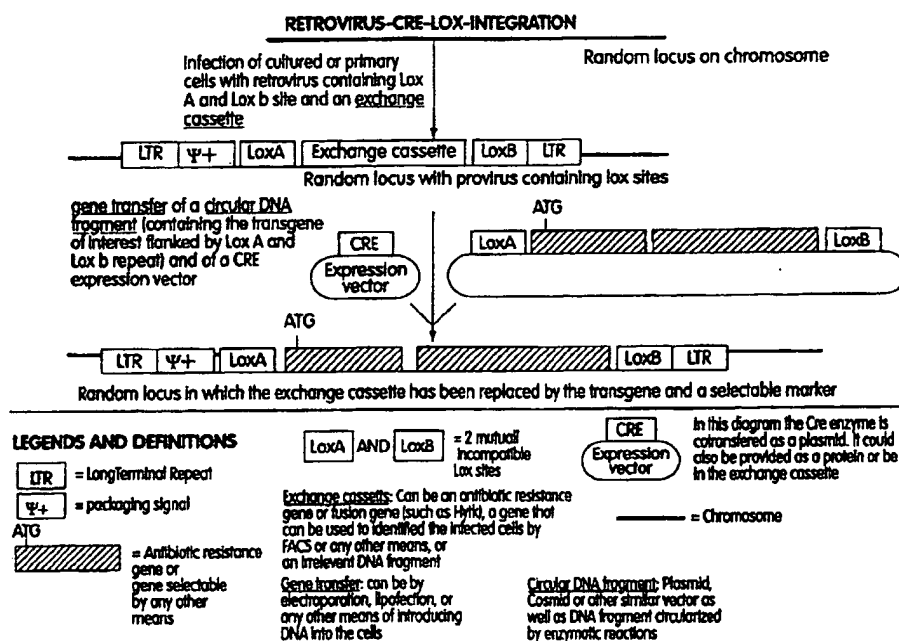 RETROVIRUS-CRE-LOX-INTEGRATION
Infection of cultured or primary
cells with retrovirus containing Lox
A and Lox b site and an exchange
cassette
Random locus on chromosome
LTR Ψ+ LoxA Exchange cassette LoxB LTR
Random locus with provirus containing lox sites
gene transfer of a circular DNA
fragment (containing the transgene
of interest flanked by Lox A and
Lox b repeat) and of a CRE
expression vector
CRE
Expression
vector
ATG
LoxA LoxB
ATG
LTR Ψ+ LoxA LoxB LTR
Random locus in which the exchange cassette has been replaced by the transgene and a selectable marker
LEGENDS AND DEFINITIONS
LTR = LongTerminal Repeat
Ψ+ = packaging signal
ATG
= Antibiotic resistance
gene or
gene selectable
by any other
means
LoxA AND LoxB = 2 mutuall
incompatible
Lox sites
Exchange cassette: Can be an antibiotic resistance
gene or fusion gene (such as Hytk), a gene that
can be used to identified the infected cells by
FACS or any other means, or
an irrelevent DNA fragment
Gene transfer: can be by
electroporation, lipofection, or
any other means of introducing
DNA into the cells
CRE
Expression
vector
In this diagram the Cre enzyme is
cotransfered as a plasmid. It could
also be provided as a protein or be
in the exchange cassette
= Chromosome
Circular DNA fragment: Plasmid,
Cosmid or other similar vector as
well as DNA fragment circularized
by enzymatic reactions